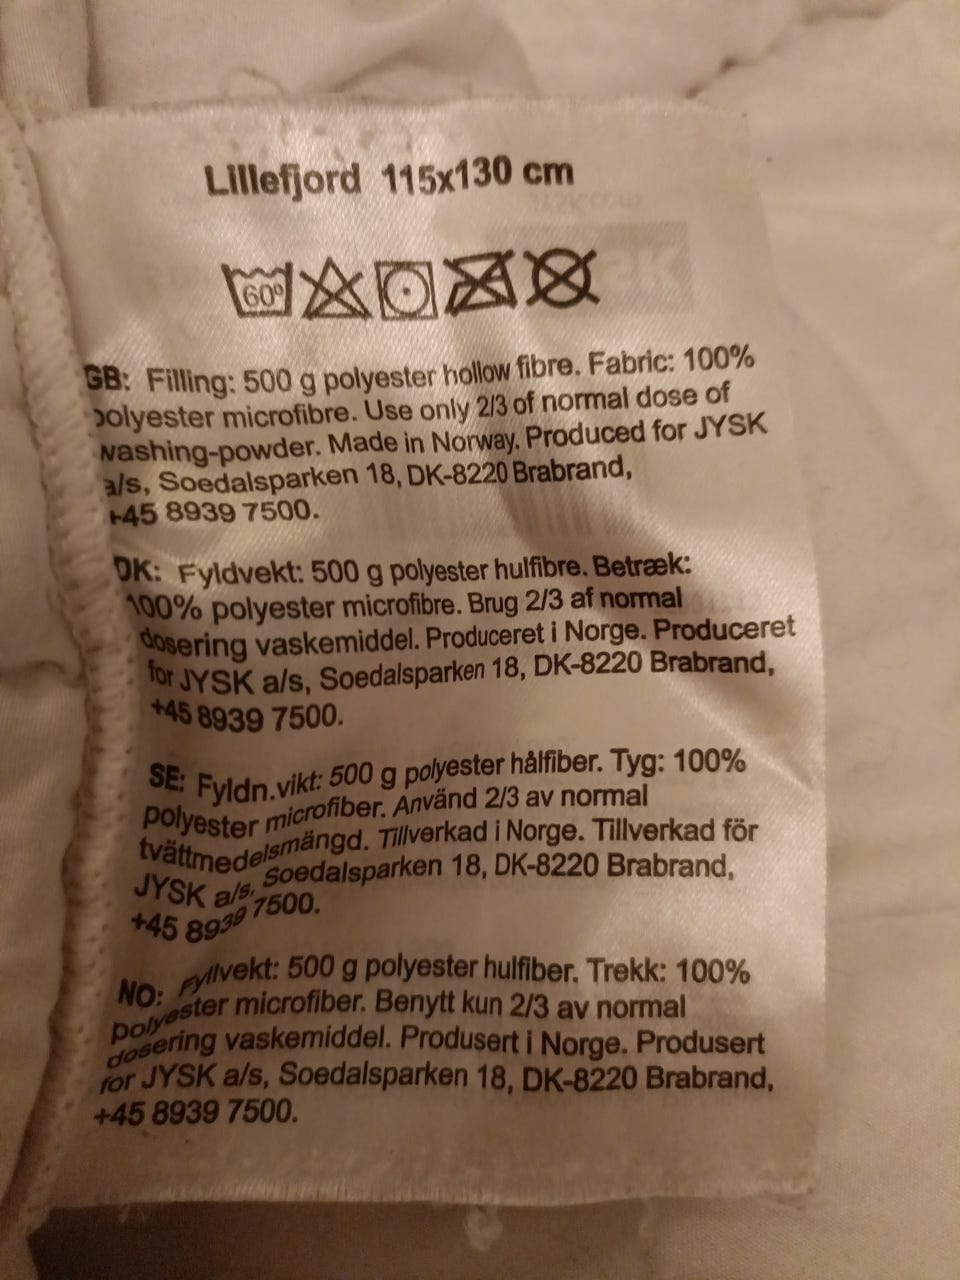 Lillefjord 115x130 cm
60°
GB: Filling: 500 g polyester hollow fibre. Fabric: 100%
polyester microfibre. Use only 2/3 of normal dose of
washing-powder. Made in Norway. Produced for JYSK
a/s, Soedalsparken 18, DK-8220 Brabrand,
+45 8939 7500.
DK: Fyldvekt: 500 g polyester hulfibre. Betræk:
100% polyester microfibre. Brug 2/3 af normal
dosering vaskemiddel. Produceret i Norge. Produceret
for JYSK a/s, Soedalsparken 18, DK-8220 Brabrand,
+45 8939 7500.
SE: Fyldn.vikt: 500 g polyester hålfiber. Tyg: 100%
polyester microfiber. Använd 2/3 av normal
tvättmedelsmängd. Tillverkad i Norge. Tillverkad för
JYSK a/s, Soedalsparken 18, DK-8220 Brabrand,
+45 8939 7500.
NO: Fyllvekt: 500 g polyester hulfiber. Trekk: 100%
polyester microfiber. Benytt kun 2/3 av normal
dosering vaskemiddel. Produsert i Norge. Produsert
for JYSK a/s, Soedalsparken 18, DK-8220 Brabrand,
+45 8939 7500.